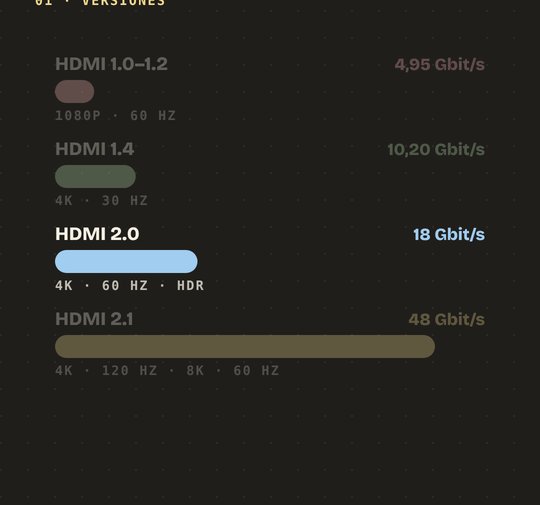 01 · VERSIONES
HDMI 1.0–1.2
4,95 Gbit/s
1080P · 60 HZ
HDMI 1.4
10,20 Gbit/s
4K · 30 HZ
HDMI 2.0
18 Gbit/s
4K · 60 HZ · HDR
HDMI 2.1
48 Gbit/s
4K · 120 HZ · 8K · 60 HZ